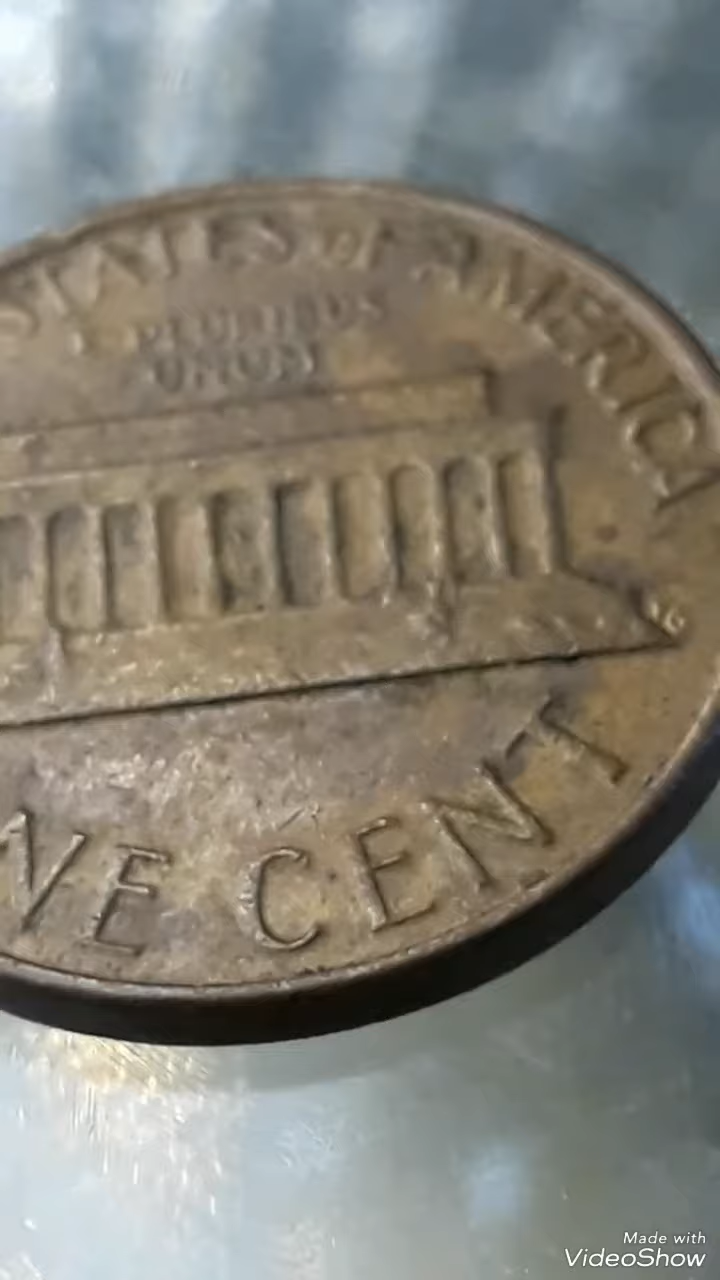 STATES OF AMERICA
PLURIBUS
UNUM
NE CENT
Made with
VideoShow